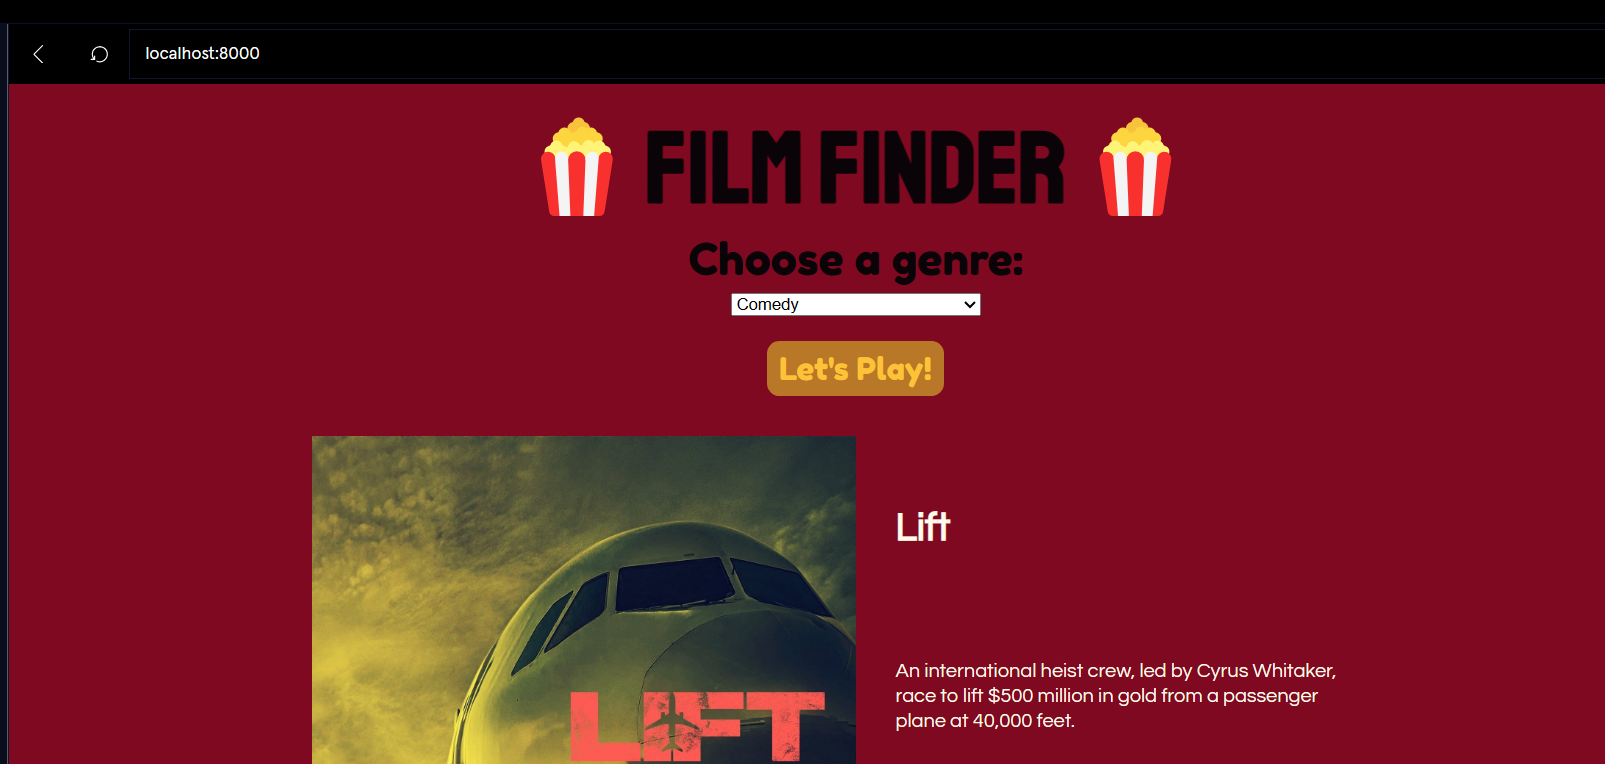 localhost:8000
FILM FINDER
Choose a genre:
Comedy
Let's Play!
Lift
An international heist crew, led by Cyrus Whitaker,
race to lift $500 million in gold from a passenger
plane at 40,000 feet.
LIFT